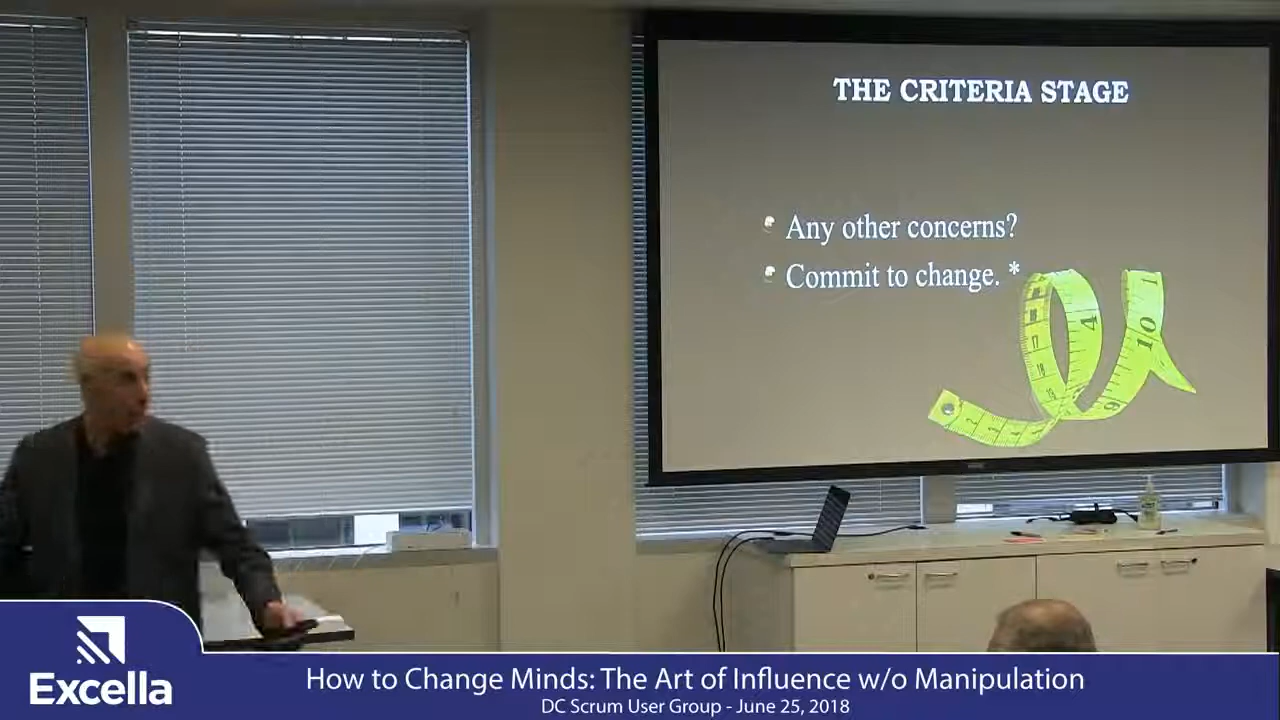 THE CRITERIA STAGE
Any other concerns?
Commit to change. *
Excella
How to Change Minds: The Art of Influence w/o Manipulation
DC Scrum User Group - June 25, 2018